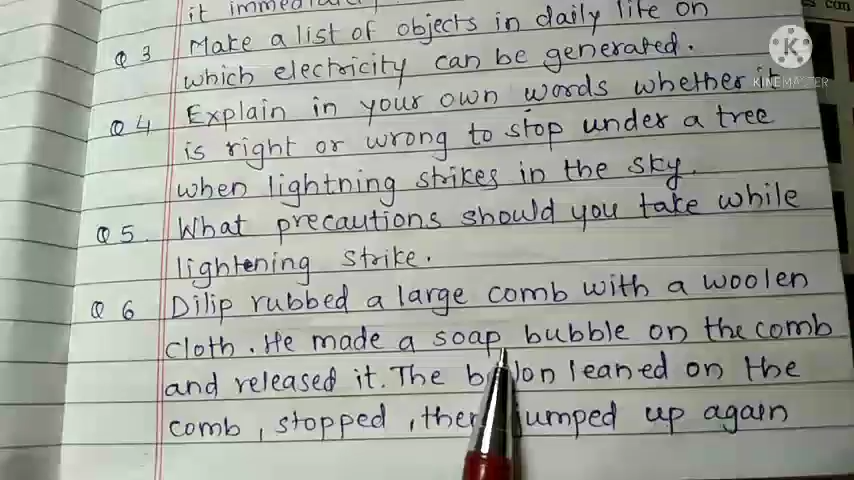 it immediate
Q 3 Make a list of objects in daily life on
which electricity can be generated.
Q 4 Explain in your own words whether it
is right or wrong to stop under a tree
when lightning strikes in the sky.
Q 5. What precautions should you take while
lightening strike.
Q 6 Dilip rubbed a large comb with a woolen
cloth. He made a soap bubble on the comb
and released it. The leaned on the
comb, stopped, jumped up again
K
KINEMASTER